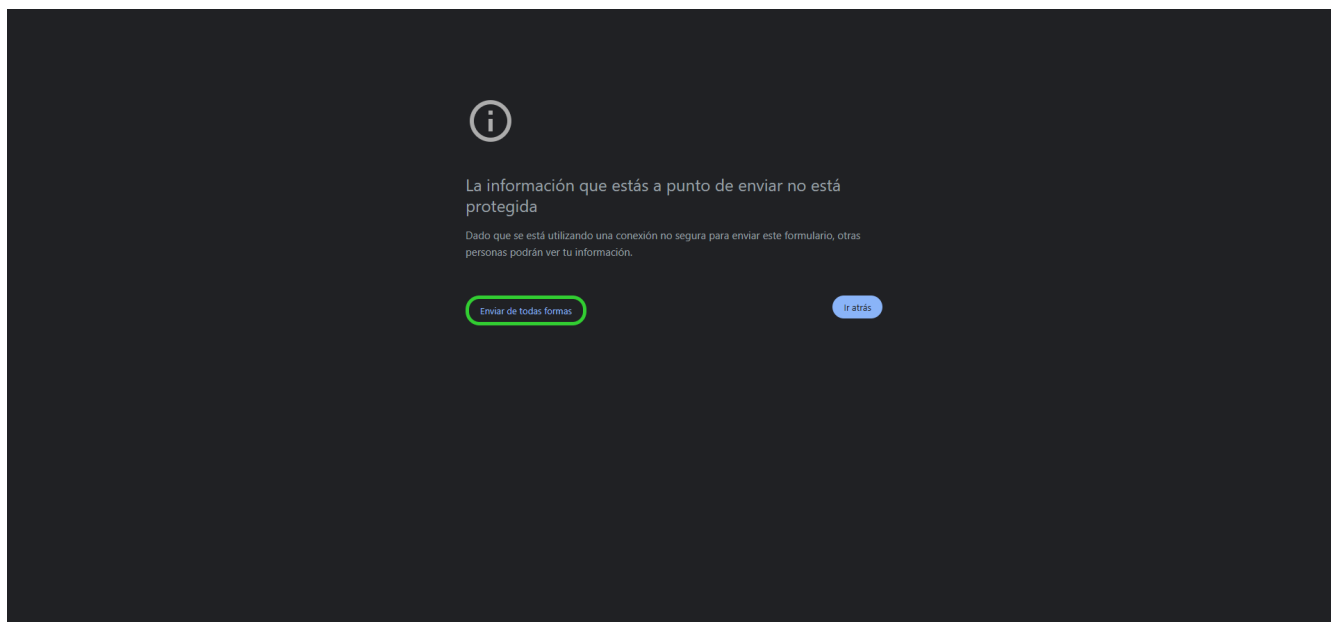 La información que estás a punto de enviar no está
protegida
Dado que se está utilizando una conexión no segura para enviar este formulario, otras
personas podrán ver tu información.
Enviar de todas formas
Ir atrás